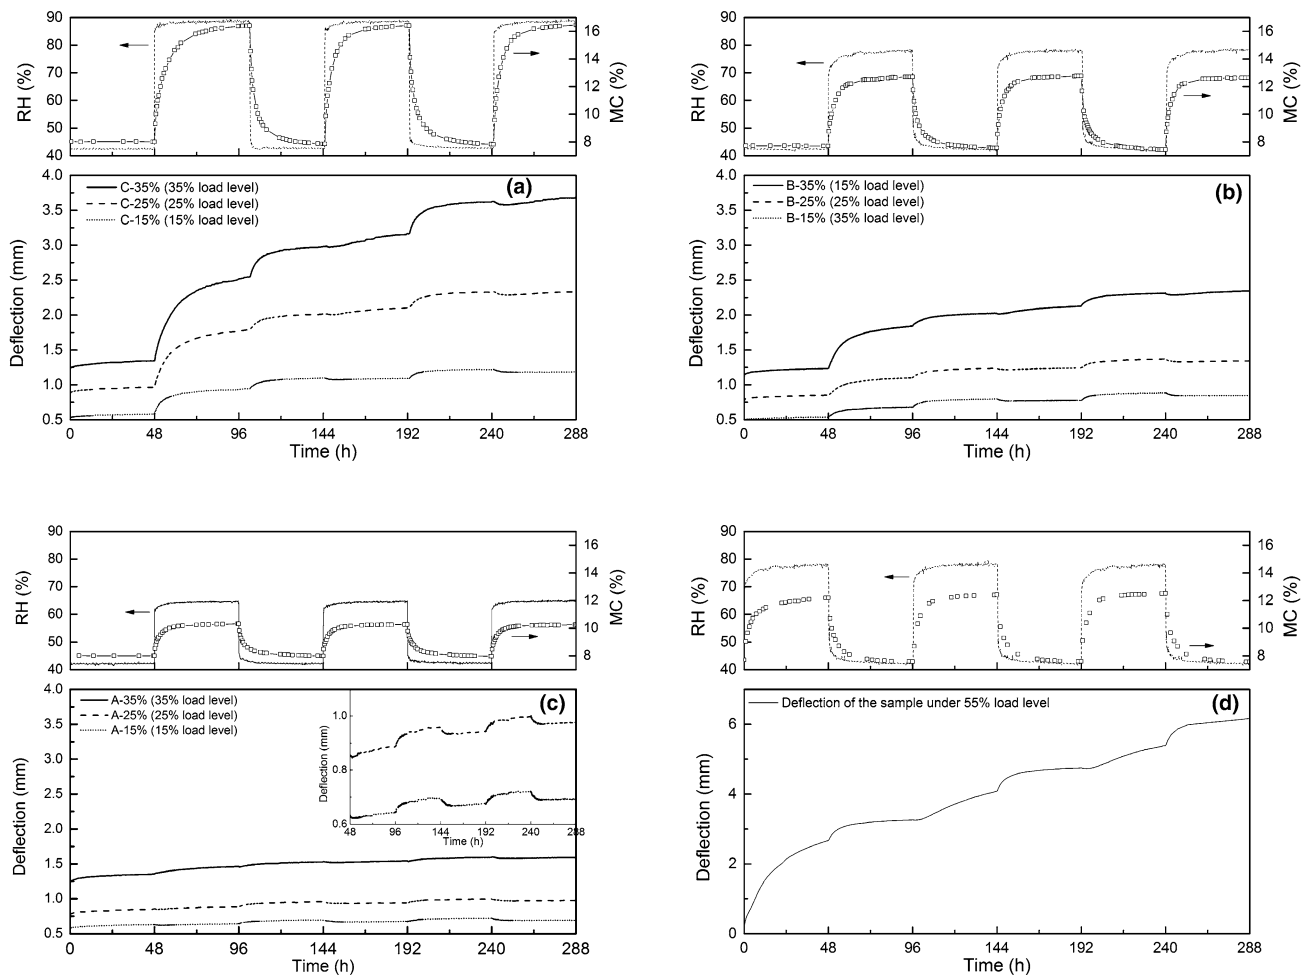 90
80
70
60
50
40
RH (%)
16
14
12
10
8
MC (%)
4.0
3.5
3.0
2.5
2.0
1.5
1.0
0.5
Deflection (mm)
C-35% (35% load level)
C-25% (25% load level)
C-15% (15% load level)
(a)
0 48 96 144 192 240 288
Time (h)
90
80
70
60
50
40
RH (%)
16
14
12
10
8
MC (%)
4.0
3.5
3.0
2.5
2.0
1.5
1.0
0.5
Deflection (mm)
B-35% (15% load level)
B-25% (25% load level)
B-15% (35% load level)
(b)
0 48 96 144 192 240 288
Time (h)
90
80
70
60
50
40
RH (%)
16
14
12
10
8
MC (%)
4.0
3.5
3.0
2.5
2.0
1.5
1.0
0.5
Deflection (mm)
A-35% (35% load level)
A-25% (25% load level)
A-15% (15% load level)
(c)
1.0
0.8
0.6
Deflection (mm)
48 96 144 192 240 288
Time (h)
0 48 96 144 192 240 288
Time (h)
90
80
70
60
50
40
RH (%)
16
14
12
10
8
MC (%)
6
4
2
0
Deflection (mm)
Deflection of the sample under 55% load level
(d)
0 48 96 144 192 240 288
Time (h)